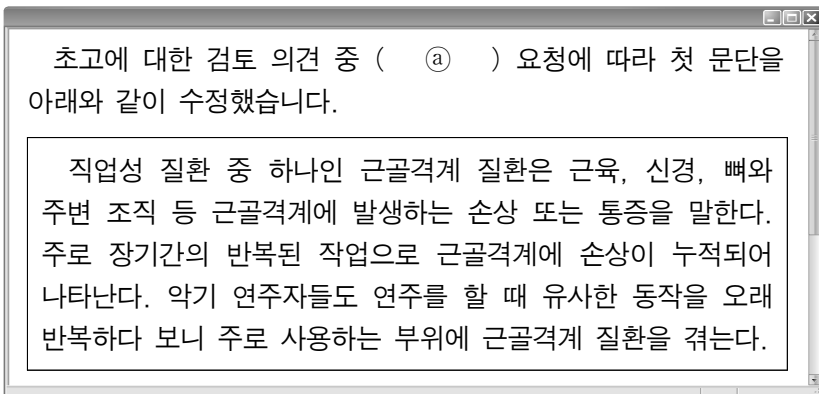 초고에 대한 검토 의견 중 ( ⓐ ) 요청에 따라 첫 문단을
아래와 같이 수정했습니다.
직업성 질환 중 하나인 근골격계 질환은 근육, 신경, 뼈와
주변 조직 등 근골격계에 발생하는 손상 또는 통증을 말한다.
주로 장기간의 반복된 작업으로 근골격계에 손상이 누적되어
나타난다. 악기 연주자들도 연주를 할 때 유사한 동작을 오래
반복하다 보니 주로 사용하는 부위에 근골격계 질환을 겪는다.